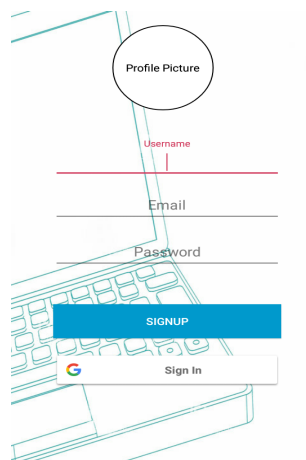 Profile Picture
Username
Email
Password
SIGNUP
Sign In